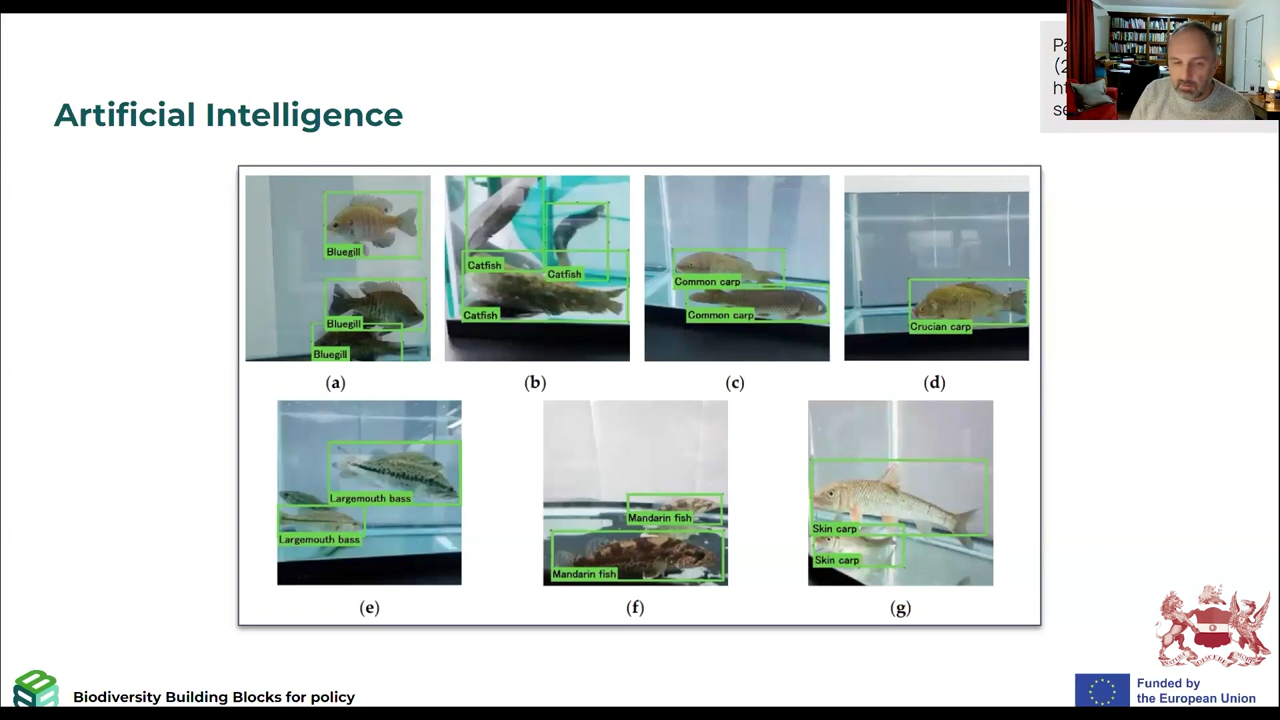 Artificial Intelligence
Bluegill
Bluegill
Bluegill
Catfish
Catfish
Catfish
Common carp
Common carp
Crucian carp
(a)
(b)
(c)
(d)
Largemouth bass
Largemouth bass
Mandarin fish
Mandarin fish
Skin carp
Skin carp
(e)
(f)
(g)
Biodiversity Building Blocks for policy
Funded by
the European Union